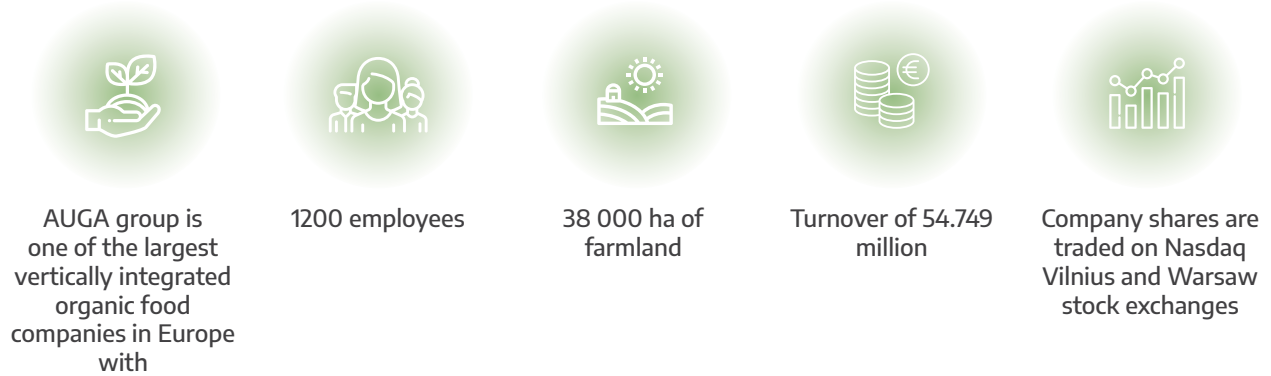 €
AUGA group is
one of the largest
vertically integrated
organic food
companies in Europe
with
1200 employees
38 000 ha of
farmland
Turnover of 54.749
million
Company shares are
traded on Nasdaq
Vilnius and Warsaw
stock exchanges